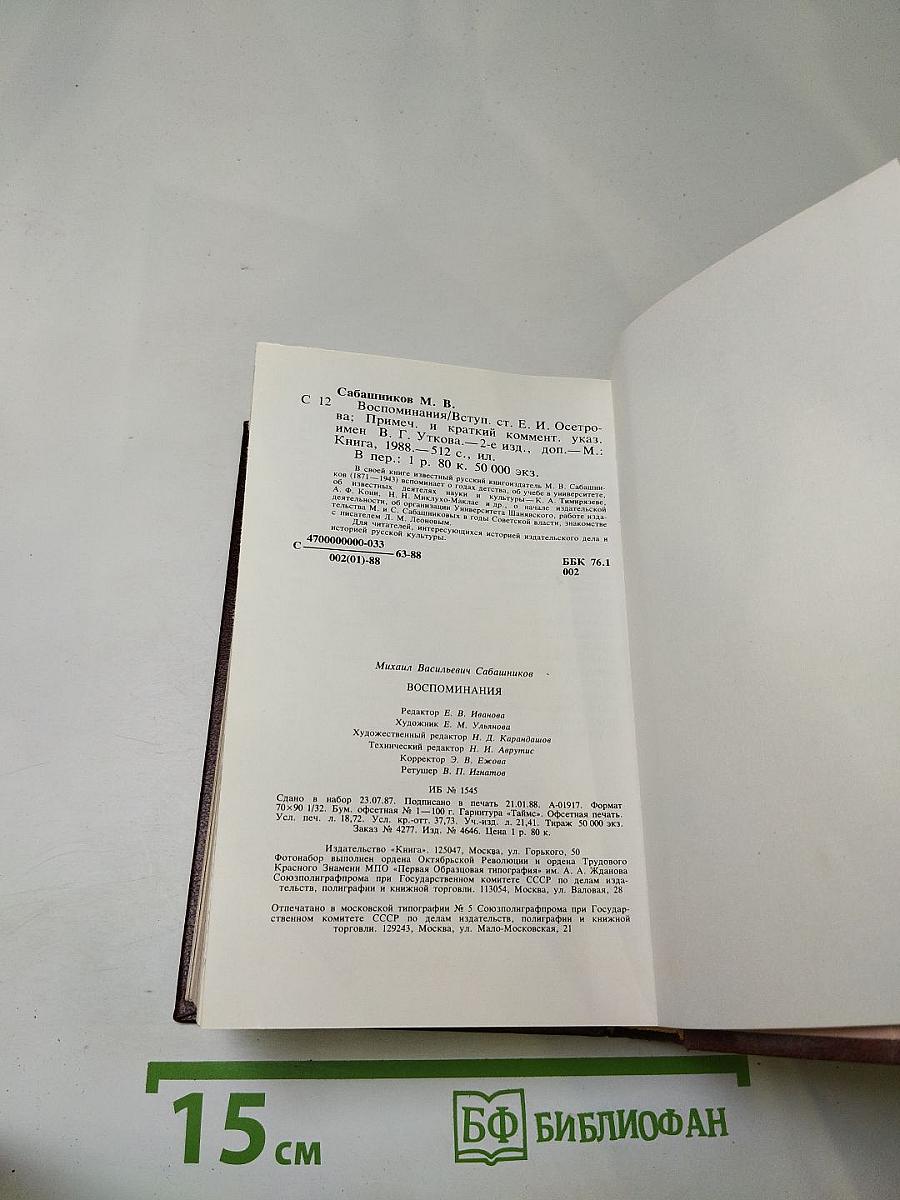 Сабашников М. В.
С 12
Воспоминания/Вступ. ст. Е. И. Осетро-
ва; Примеч. и краткий коммент. указ.
имен В. Г. Уткова.— 2-е изд., доп.— М.:
Книга, 1988.— 512 с., ил.
В пер.: 1 р. 80 к. 50 000 экз.
В своей книге известный русский книгоиздатель М. В. Сабашни-
ков (1871—1943) вспоминает о годах детства, об учебе в университете,
об известных деятелях науки и культуры — К. А. Тимирязеве,
А. Ф. Кони, Н. Н. Миклухо-Маклае и др., о начале издательской
деятельности, об организации Университета Шанявского, работе изда-
тельства М. и С. Сабашниковых в годы Советской власти, знакомстве
с писателем Л. М. Леоновым.
Для читателей, интересующихся историей издательского дела и
историей русской культуры.
С 4700000000-033 63-88
002(01)-88
ББК 76.1
002
Михаил Васильевич Сабашников
ВОСПОМИНАНИЯ
Редактор Е. В. Иванова
Художник Е. М. Ульянова
Художественный редактор Н. Д. Карандашов
Технический редактор Н. И. Аврутис
Корректор Э. В. Ежова
Ретушер В. П. Игнатов
ИБ № 1545
Сдано в набор 23.07.87. Подписано в печать 21.01.88. А-01917. Формат
70×90 1/32. Бум. офсетная № 1—100 г. Гарнитура «Таймс». Офсетная печать.
Усл. печ. л. 18,72. Усл. кр.-отт. 37,73. Уч.-изд. л. 21,41. Тираж 50 000 экз.
Заказ № 4277. Изд. № 4646. Цена 1 р. 80 к.
Издательство «Книга». 125047, Москва, ул. Горького, 50
Фотонабор выполнен ордена Октябрьской Революции и ордена Трудового
Красного Знамени МПО «Первая Образцовая типография» им. А. А. Жданова
Союзполиграфпрома при Государственном комитете СССР по делам изда-
тельств, полиграфии и книжной торговли. 113054, Москва, ул. Валовая, 28
Отпечатано в московской типографии № 5 Союзполиграфпрома при Государ-
ственном комитете СССР по делам издательств, полиграфии и книжной
торговли. 129243, Москва, ул. Мало-Московская, 21
15 см
БФ БИБЛИОФАН